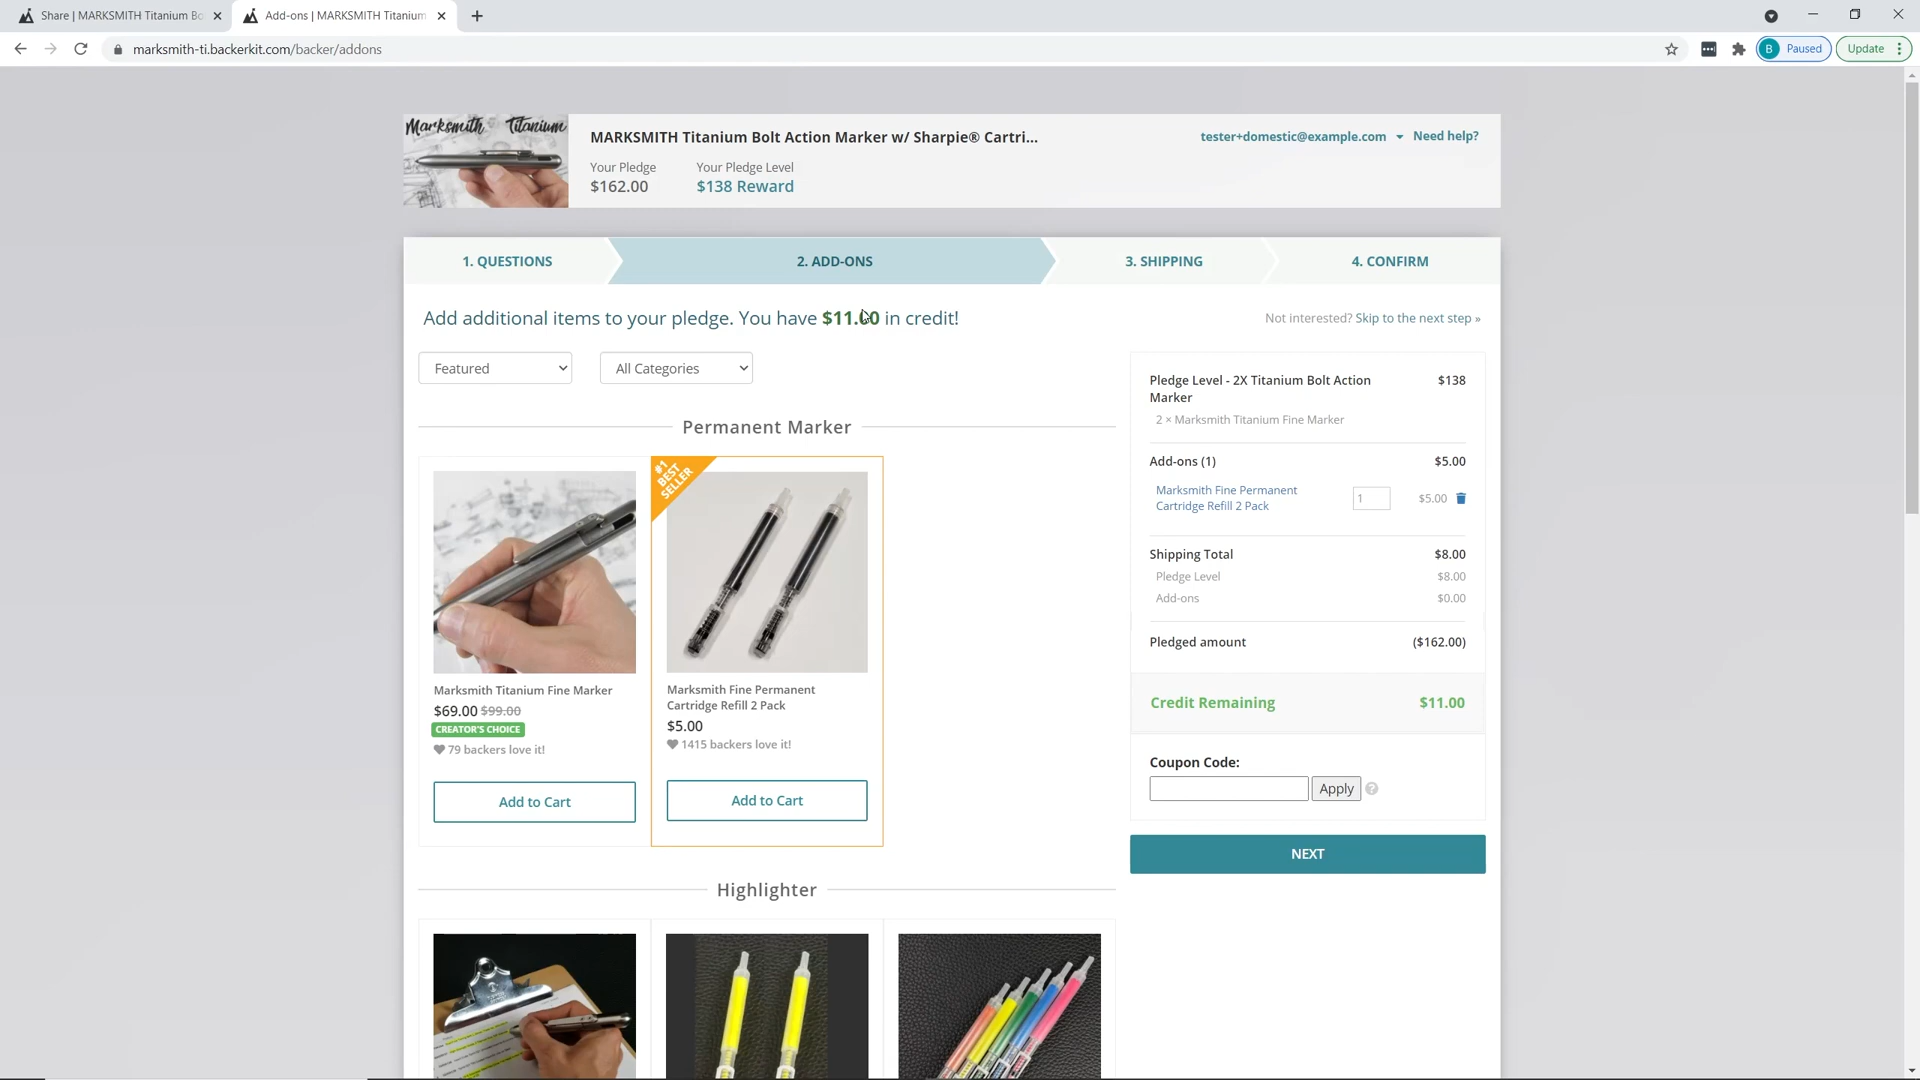 Share | MARKSMITH Titanium Bo
Add-ons | MARKSMITH Titanium
marksmith-ti.backerkit.com/backer/addons
B Paused
Update
Marksmith Titanium
MARKSMITH Titanium Bolt Action Marker w/ Sharpie® Cartri...
tester+domestic@example.com
Need help?
Your Pledge
Your Pledge Level
$162.00
$138 Reward
1. QUESTIONS
2. ADD-ONS
3. SHIPPING
4. CONFIRM
Add additional items to your pledge. You have $11.00 in credit!
Not interested? Skip to the next step »
Featured
All Categories
Permanent Marker
#1 BEST SELLER
Marksmith Titanium Fine Marker
$69.00 $99.00
CREATOR'S CHOICE
79 backers love it!
Add to Cart
Marksmith Fine Permanent
Cartridge Refill 2 Pack
$5.00
1415 backers love it!
Add to Cart
Highlighter
Pledge Level - 2X Titanium Bolt Action
Marker
$138
2 × Marksmith Titanium Fine Marker
Add-ons (1)
$5.00
Marksmith Fine Permanent
Cartridge Refill 2 Pack
1
$5.00
Shipping Total
$8.00
Pledge Level
$8.00
Add-ons
$0.00
Pledged amount
($162.00)
Credit Remaining
$11.00
Coupon Code:
Apply
?
NEXT